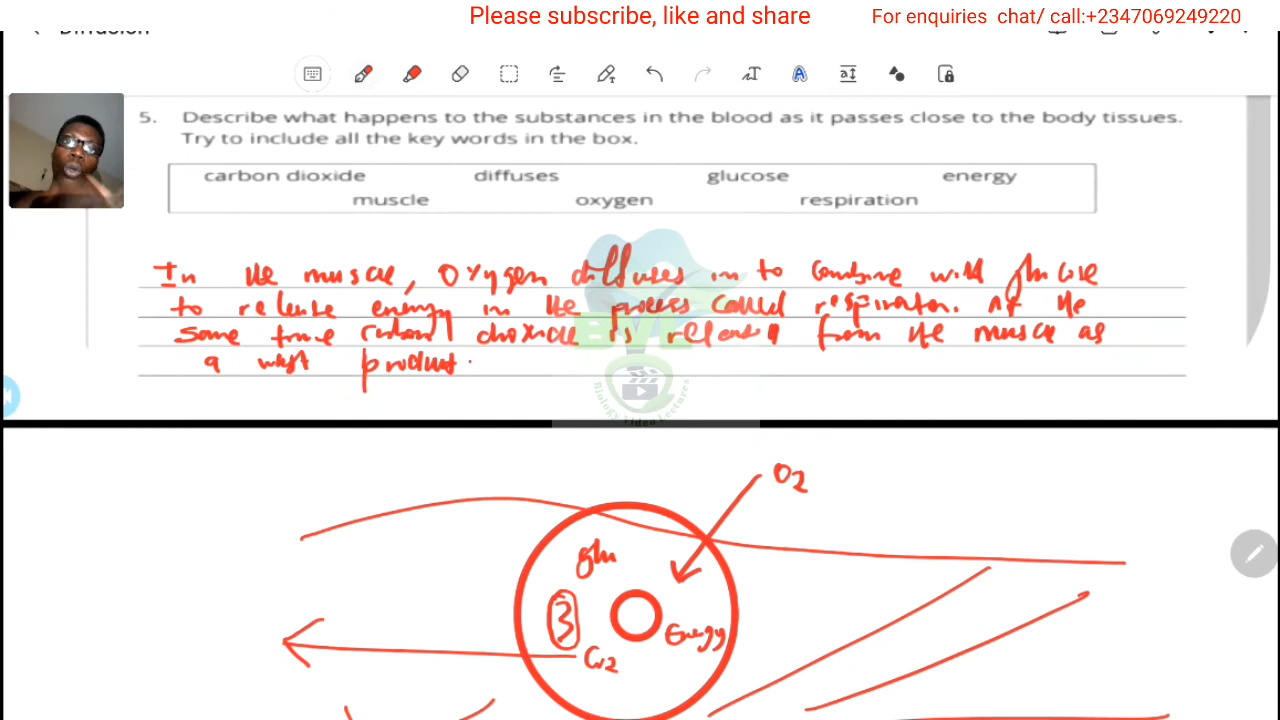 Please subscribe, like and share
For enquiries chat/ call:+2347069249220
Diffusion
5. Describe what happens to the substances in the blood as it passes close to the body tissues.
Try to include all the key words in the box.
carbon dioxide diffuses glucose energy
muscle oxygen respiration
In the muscle, oxygen diffuses in to combine with glucose
to release energy in the process called respiration. At the
same time carbon dioxide is released from the muscle as
a waste product.
Biology Video Lectures
O2
glu
Energy